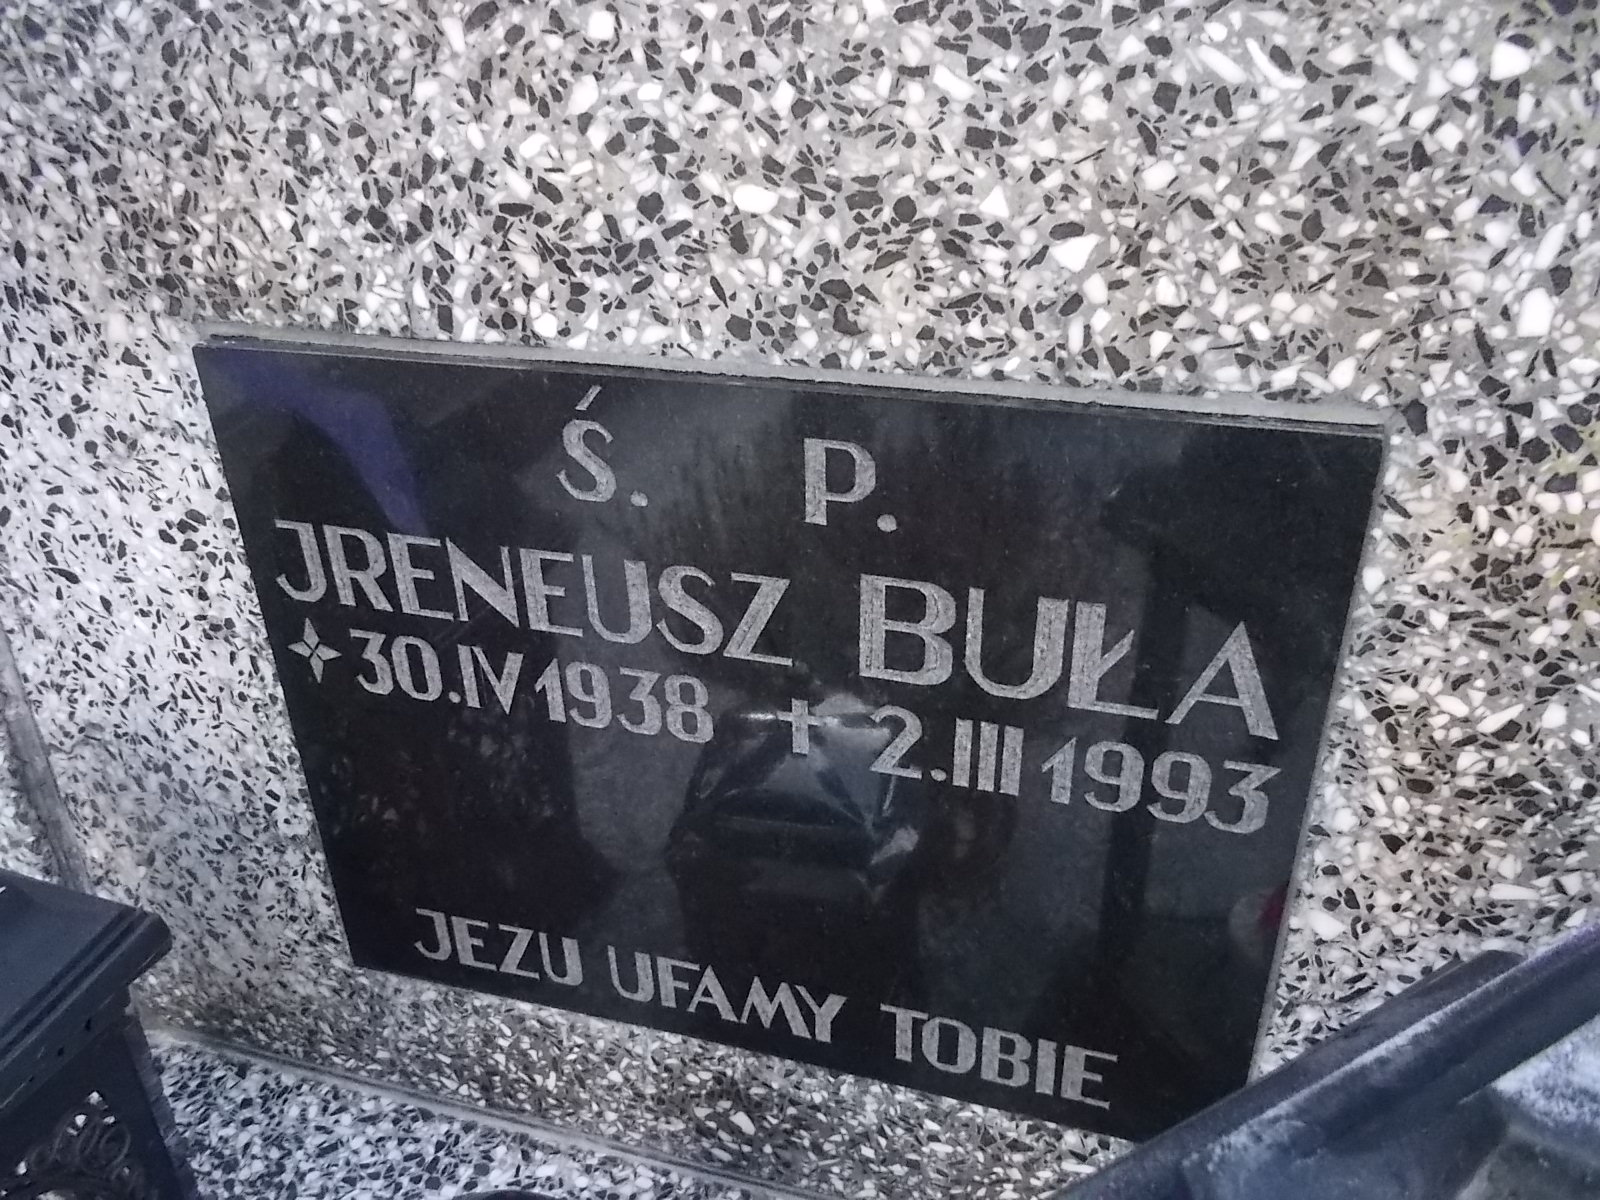 Ś. P.
JRENEUSZ BUŁA
30.IV 1938 + 2.III 1993
JEZU UFAMY TOBIE